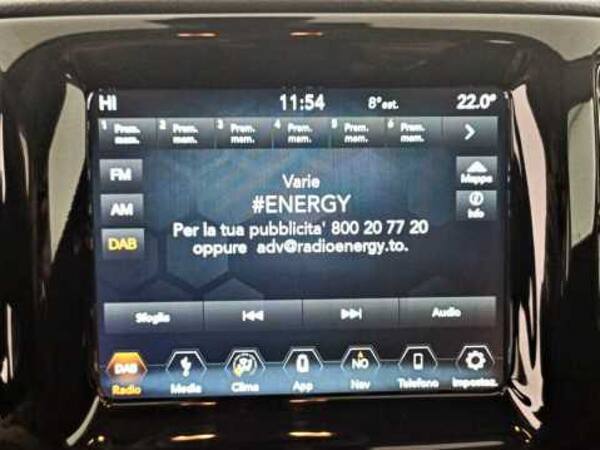 HI 11:54 8°est. 22.0°
1 Prem. mem. 2 Prem. mem. 3 Prem. mem. 4 Prem. mem. 5 Prem. mem. 6 Prem. mem.
FM
AM
DAB
Mappa
Info
Varie
#ENERGY
Per la tua pubblicita' 800 20 77 20
oppure adv@radioenergy.to.
Sfoglia Audio
DAB NO
Radio Media Clima App Nav Telefono Impostaz.